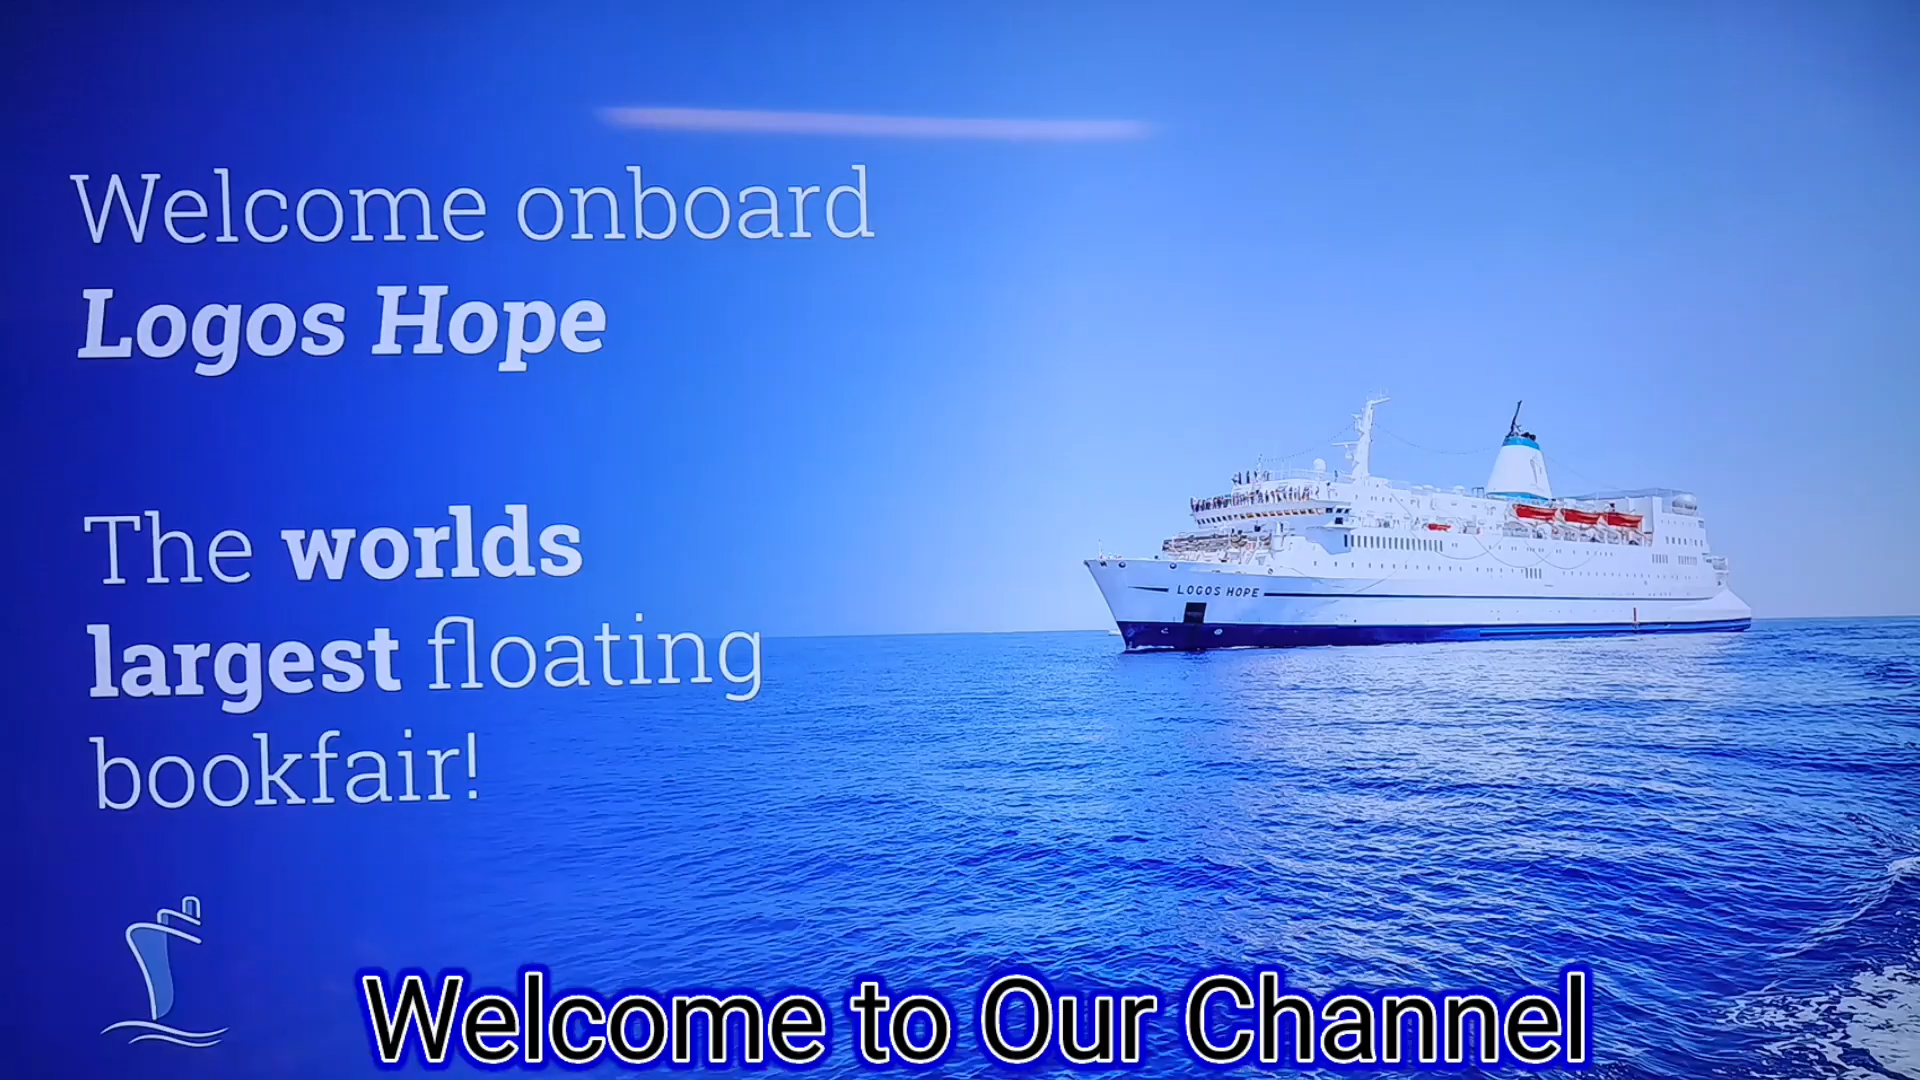 Welcome onboard
Logos Hope
The worlds
largest floating
bookfair!
LOGOS HOPE
Welcome to Our Channel